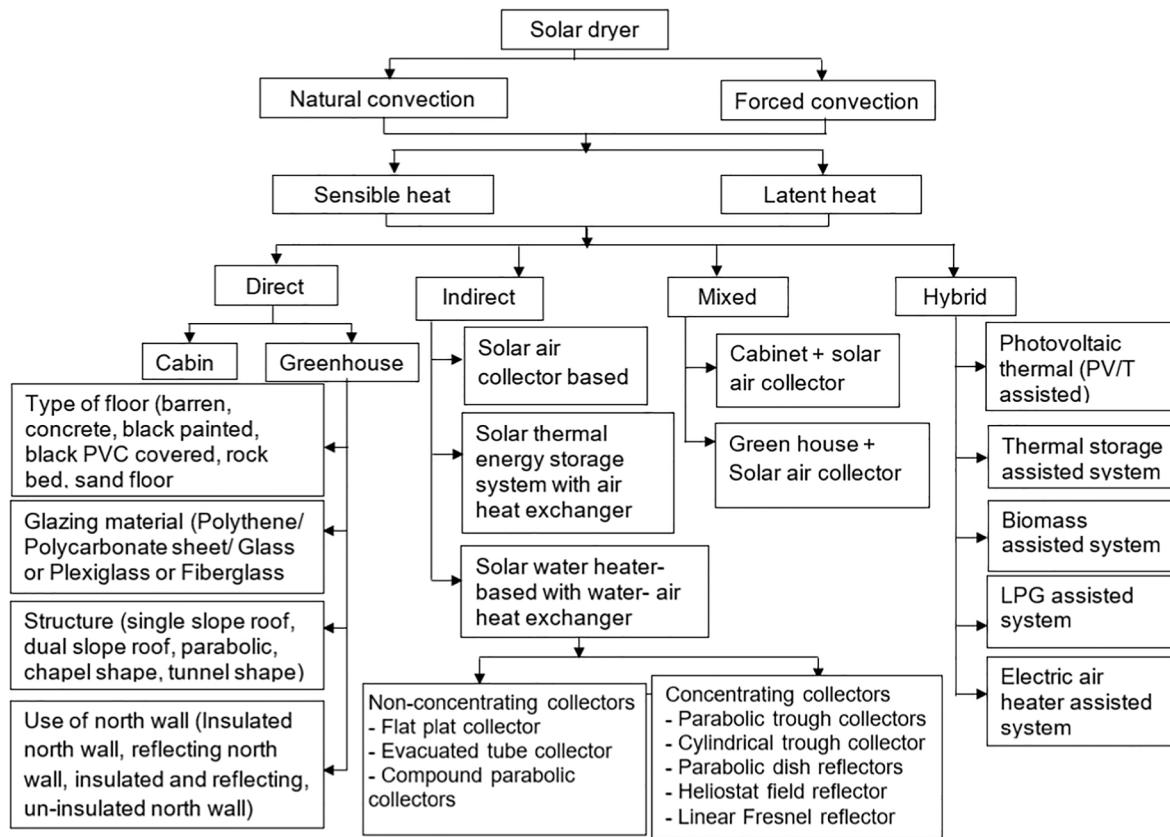 Solar dryer
Natural convection
Forced convection
Sensible heat
Latent heat
Direct
Indirect
Mixed
Hybrid
Cabin
Greenhouse
Type of floor (barren,
concrete, black painted,
black PVC covered, rock
bed, sand floor
Glazing material (Polythene/
Polycarbonate sheet/ Glass
or Plexiglass or Fiberglass
Structure (single slope roof,
dual slope roof, parabolic,
chapel shape, tunnel shape)
Use of north wall (Insulated
north wall, reflecting north
wall, insulated and reflecting,
un-insulated north wall)
Solar air
collector based
Solar thermal
energy storage
system with air
heat exchanger
Solar water heater-
based with water- air
heat exchanger
Non-concentrating collectors
- Flat plat collector
- Evacuated tube collector
- Compound parabolic
collectors
Concentrating collectors
- Parabolic trough collectors
- Cylindrical trough collector
- Parabolic dish reflectors
- Heliostat field reflector
- Linear Fresnel reflector
Cabinet + solar
air collector
Green house +
Solar air collector
Photovoltaic
thermal (PV/T
assisted)
Thermal storage
assisted system
Biomass
assisted system
LPG assisted
system
Electric air
heater assisted
system